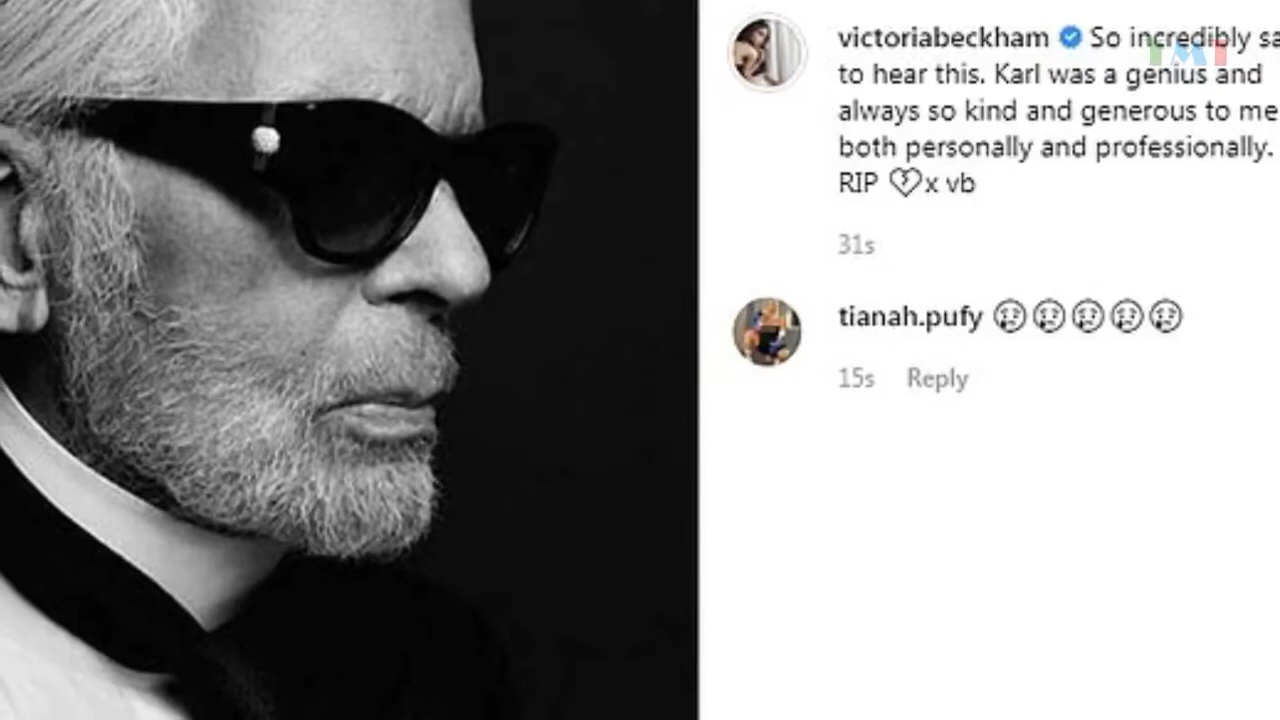 victoriabeckham So incredibly sa
to hear this. Karl was a genius and
always so kind and generous to me
both personally and professionally.
RIP 💔x vb
31s
tianah.pufy 😢😢😢😢😢
15s Reply